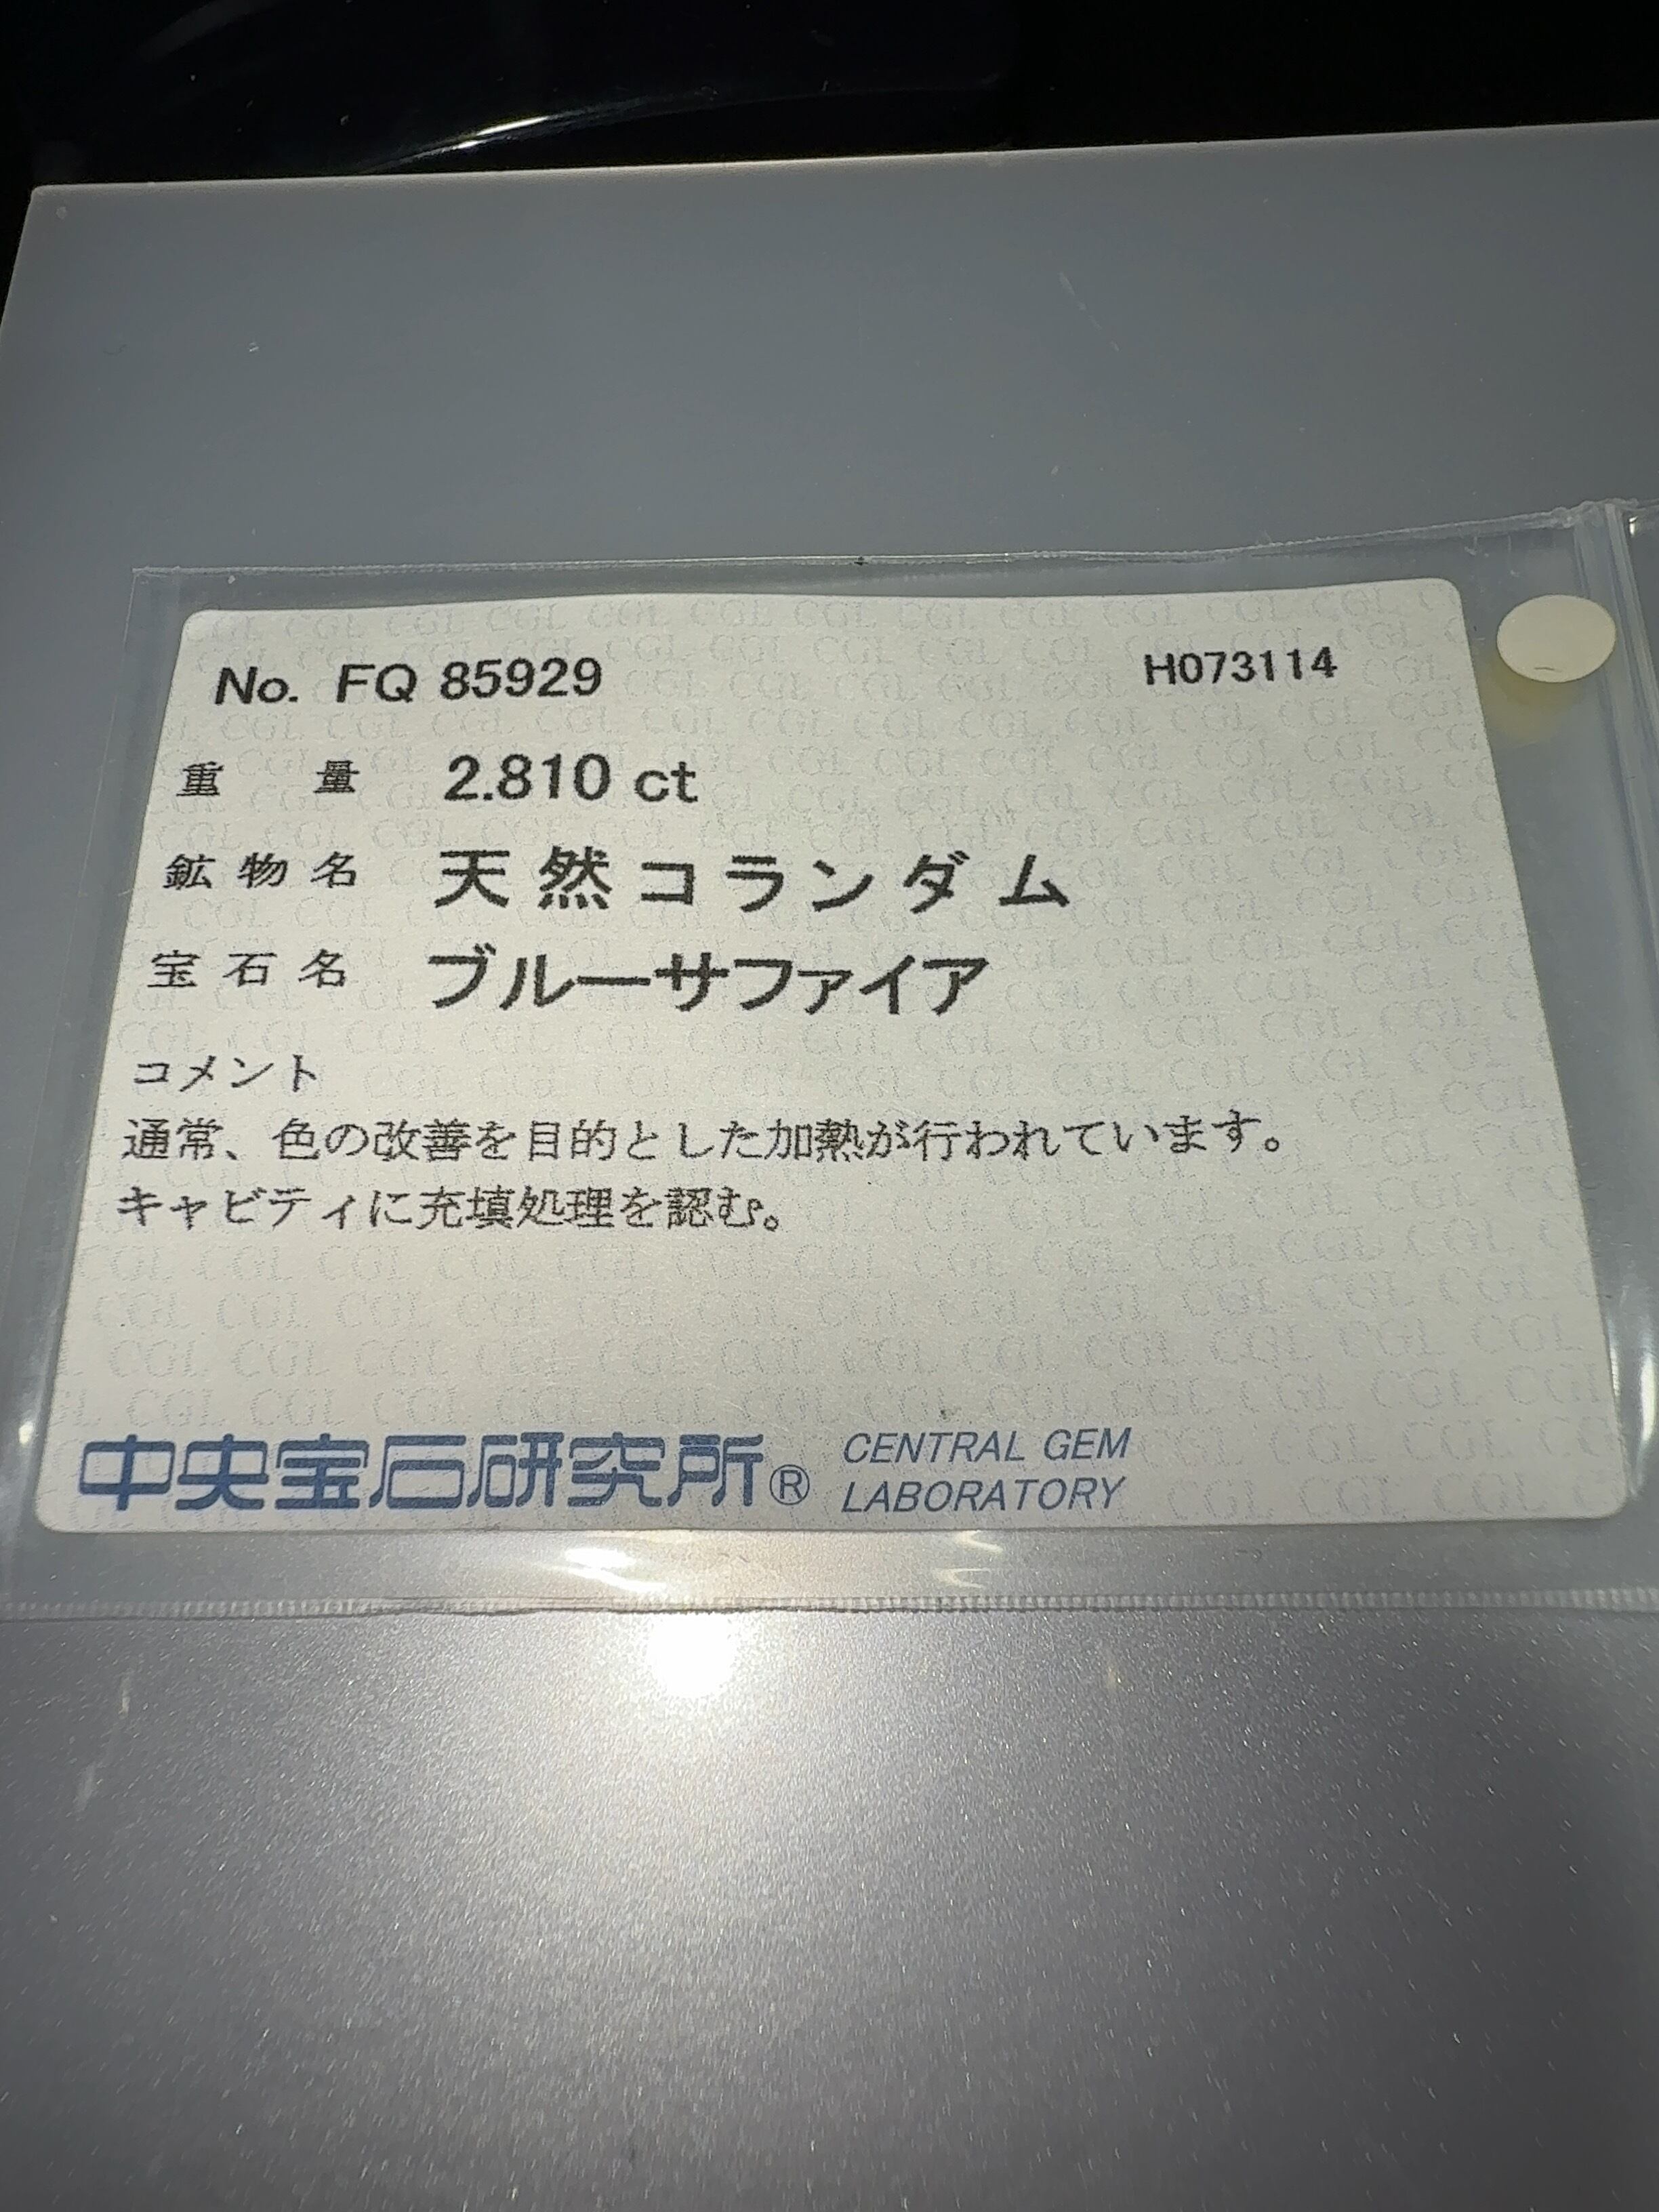 No. FQ 85929 H073114
重量 2.810 ct
鉱物名 天然コランダム
宝石名 ブルーサファイア
コメント
通常、色の改善を目的とした加熱が行われています。
キャビティに充填処理を認む。
中央宝石研究所® CENTRAL GEM
LABORATORY